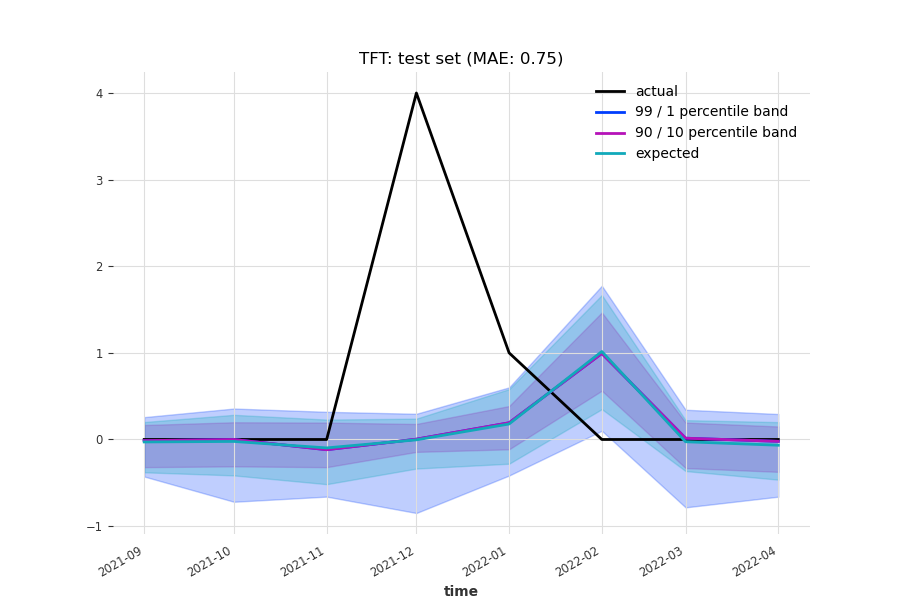 TFT: test set (MAE: 0.75)
actual
99 / 1 percentile band
90 / 10 percentile band
expected
4
3
2
1
0
−1
2021-09
2021-10
2021-11
2021-12
2022-01
2022-02
2022-03
2022-04
time